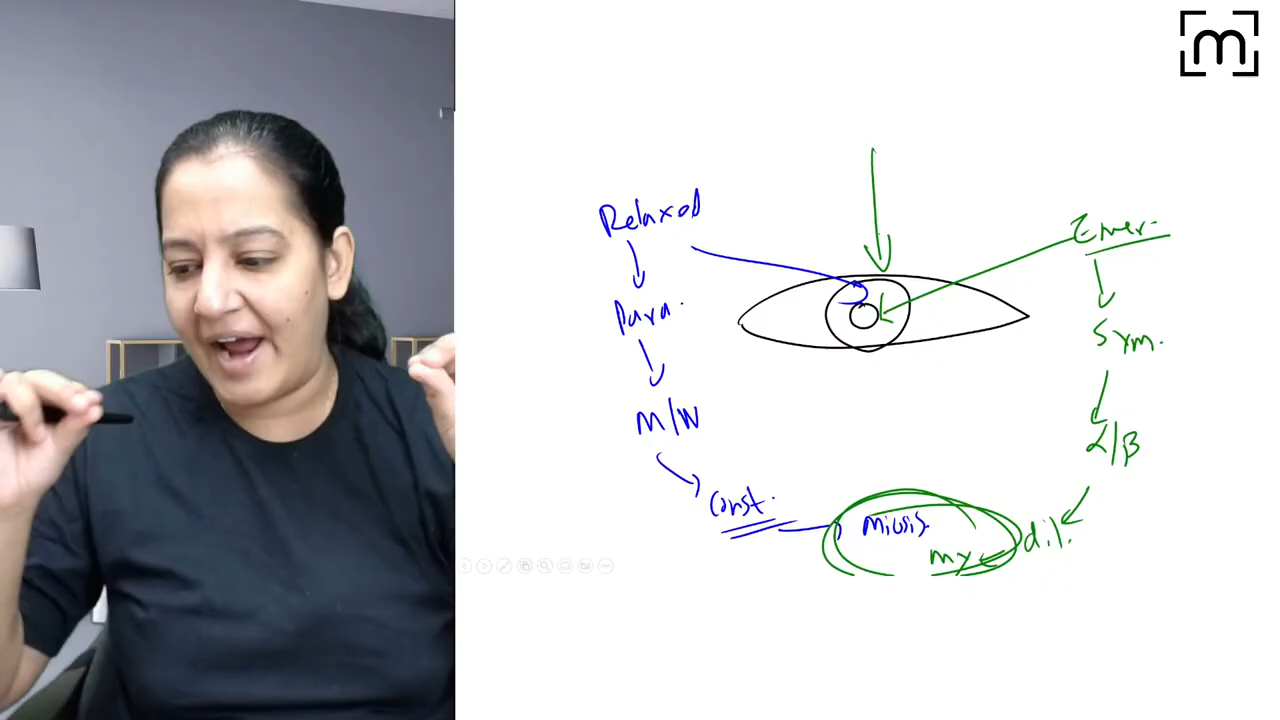 m
Relaxed
Para.
M/N
Const.
miosis.
Emer.
Sym.
α/β
dil.
my